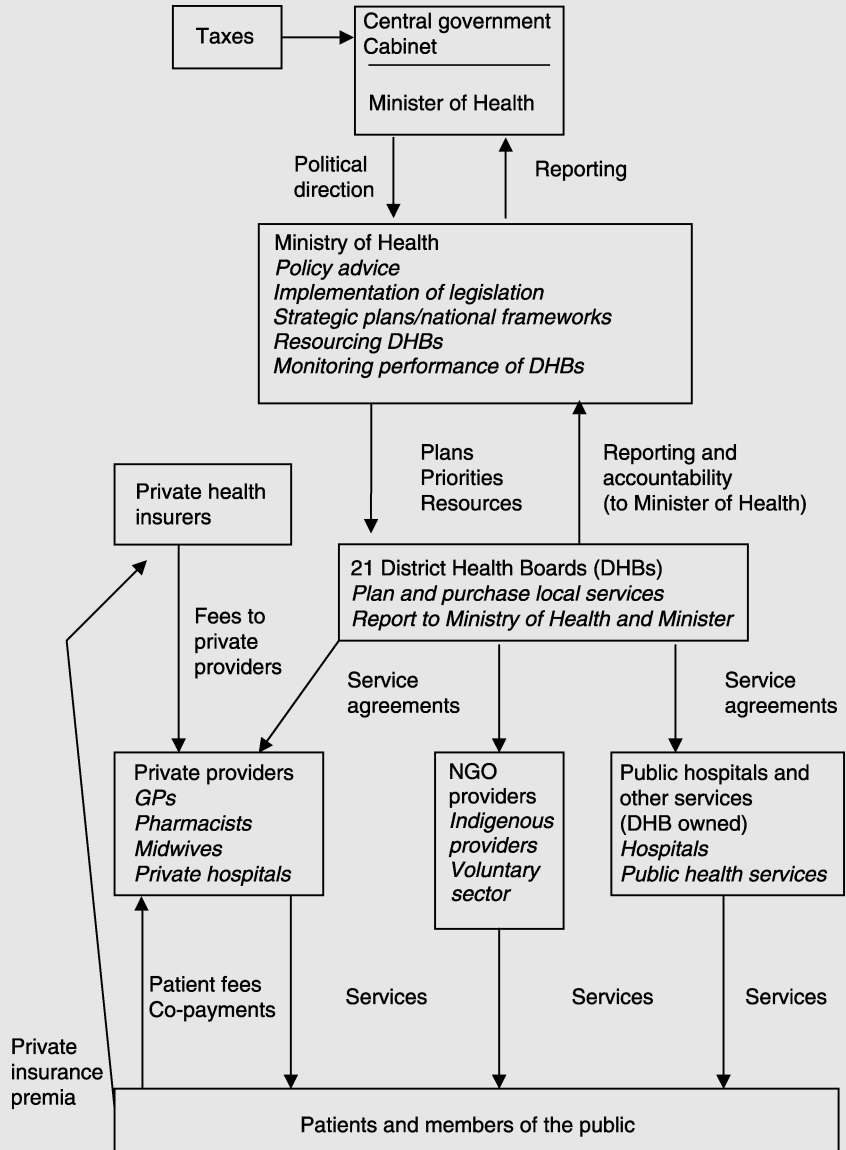 Taxes
Central government
Cabinet
Minister of Health
Political
direction
Reporting
Ministry of Health
Policy advice
Implementation of legislation
Strategic plans/national frameworks
Resourcing DHBs
Monitoring performance of DHBs
Plans
Priorities
Resources
Reporting and
accountability
(to Minister of Health)
Private health
insurers
21 District Health Boards (DHBs)
Plan and purchase local services
Report to Ministry of Health and Minister
Fees to
private
providers
Service
agreements
Service
agreements
Private providers
GPs
Pharmacists
Midwives
Private hospitals
NGO
providers
Indigenous
providers
Voluntary
sector
Public hospitals and
other services
(DHB owned)
Hospitals
Public health services
Patient fees
Co-payments
Services
Services
Services
Private
insurance
premia
Patients and members of the public